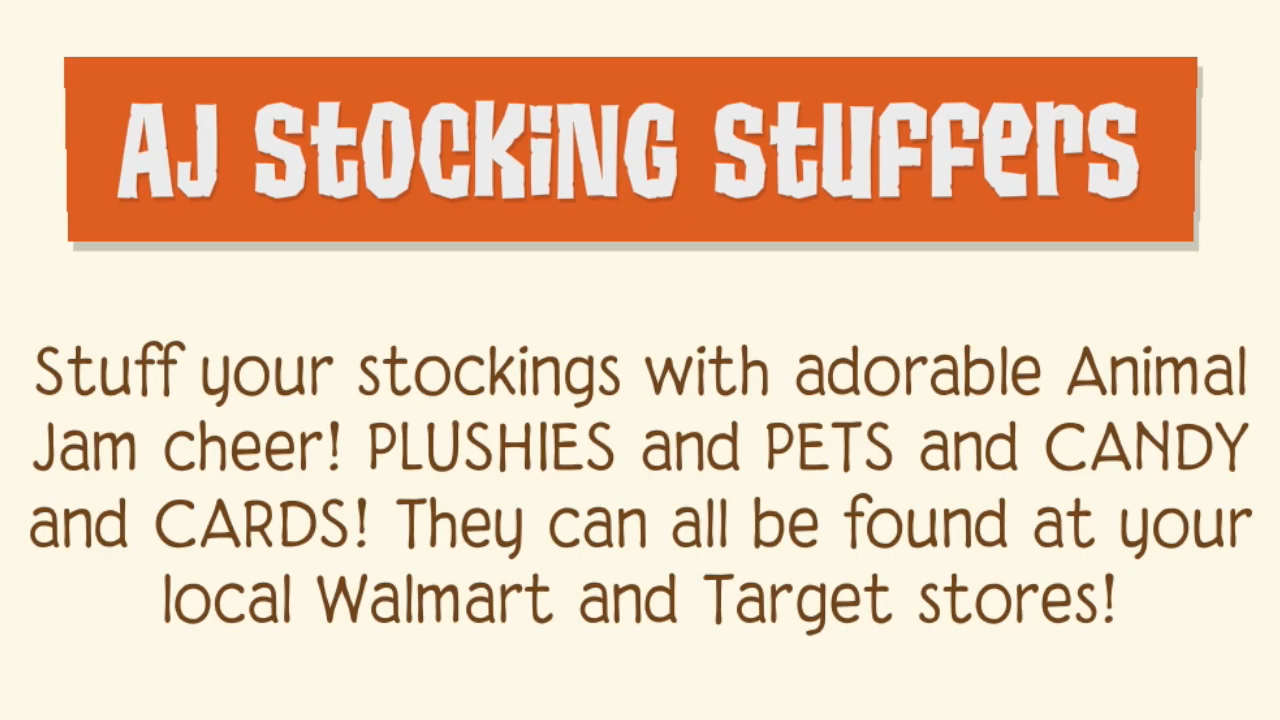 AJ Stocking Stuffers
Stuff your stockings with adorable Animal
Jam cheer! PLUSHIES and PETS and CANDY
and CARDS! They can all be found at your
local Walmart and Target stores!